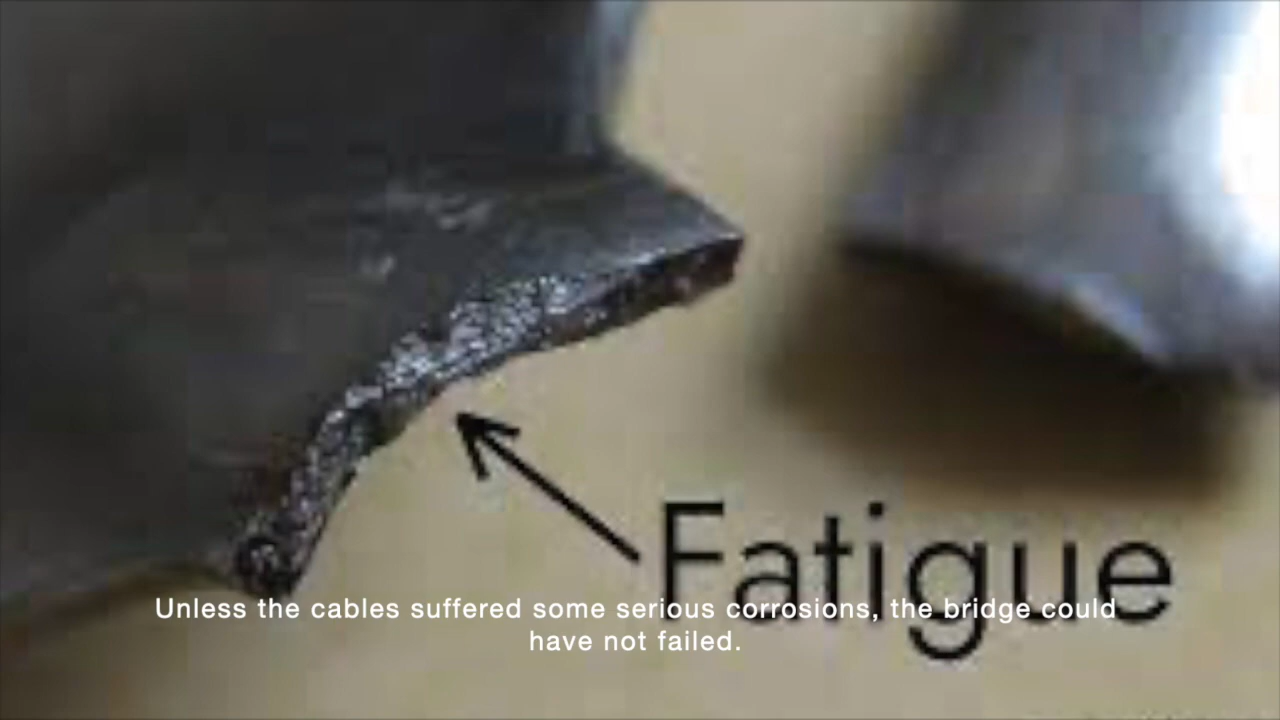 Fatigue
Unless the cables suffered some serious corrosions, the bridge could
have not failed.